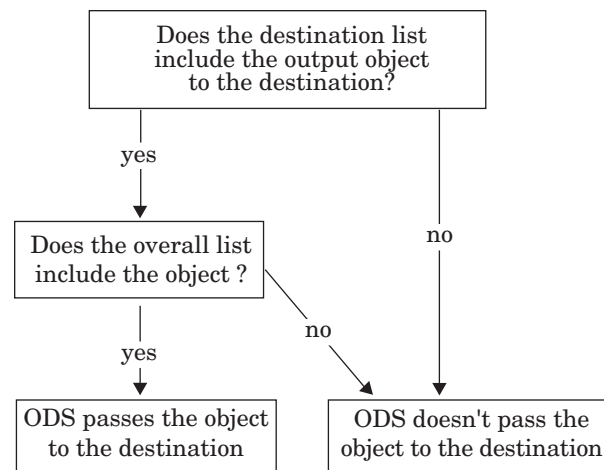 Does the destination list
include the output object
to the destination?
yes
no
Does the overall list
include the object ?
yes
no
ODS passes the object
to the destination
ODS doesn't pass the
object to the destination